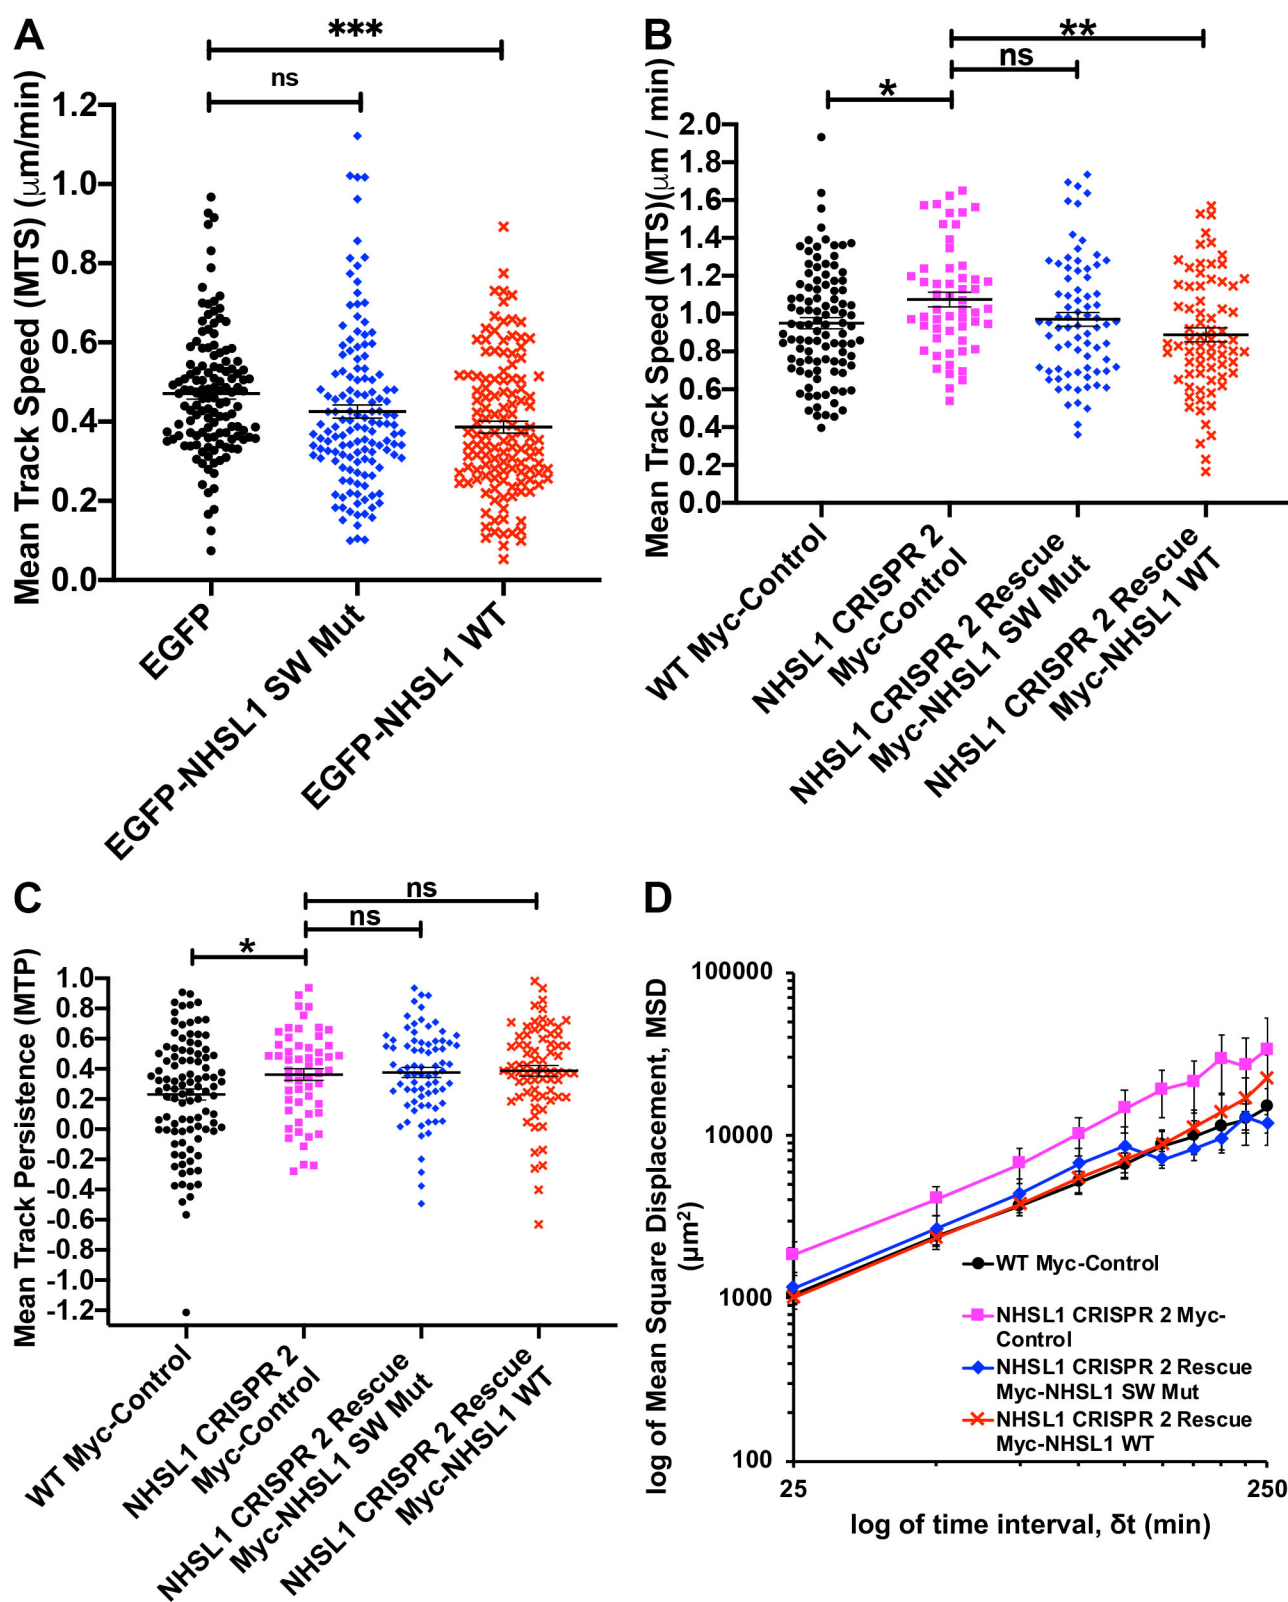 A
***
ns
Mean Track Speed (MTS) (μm/min)
1.2
1.0
0.8
0.6
0.4
0.2
0.0
EGFP
EGFP-NHSL1 SW Mut
EGFP-NHSL1 WT
B
**
ns
*
Mean Track Speed (MTS)(μm / min)
2.0
1.8
1.6
1.4
1.2
1.0
0.8
0.6
0.4
0.2
0.0
WT Myc-Control
NHSL1 CRISPR 2
Myc-Control
NHSL1 CRISPR 2 Rescue
Myc-NHSL1 SW Mut
NHSL1 CRISPR 2 Rescue
Myc-NHSL1 WT
C
ns
ns
*
Mean Track Persistence (MTP)
1.0
0.8
0.6
0.4
0.2
0.0
-0.2
-0.4
-0.6
-0.8
-1.0
-1.2
WT Myc-Control
NHSL1 CRISPR 2
Myc-Control
NHSL1 CRISPR 2 Rescue
Myc-NHSL1 SW Mut
NHSL1 CRISPR 2 Rescue
Myc-NHSL1 WT
D
log of Mean Square Displacement, MSD
(μm²)
100000
10000
1000
100
WT Myc-Control
NHSL1 CRISPR 2 Myc-
Control
NHSL1 CRISPR 2 Rescue
Myc-NHSL1 SW Mut
NHSL1 CRISPR 2 Rescue
Myc-NHSL1 WT
25
250
log of time interval, δt (min)